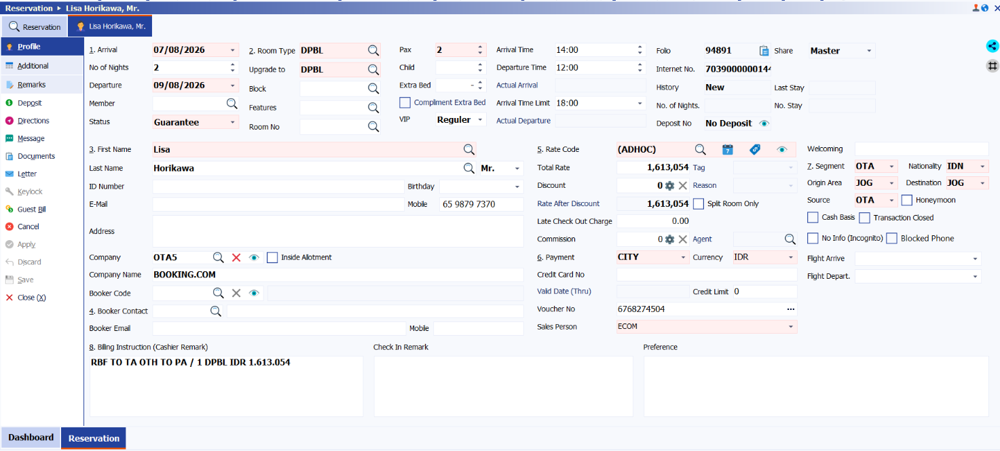 Reservation ▸ Lisa Horikawa, Mr.
Reservation Lisa Horikawa, Mr.
Profile
Additional
Remarks
Deposit
Directions
Message
Documents
Letter
Keylock
Guest Bill
Cancel
Apply
Discard
Save
Close (X)
1. Arrival 07/08/2026 2. Room Type DPBL Pax 2 Arrival Time 14:00 Folio 94891 Share Master
No of Nights 2 Upgrade to DPBL Child Departure Time 12:00 Internet No. 7039000000144
Departure 09/08/2026 Block Extra Bed - Actual Arrival History New Last Stay
Member Features Compliment Extra Bed Arrival Time Limit 18:00 No. of Nights. No. Stay
Status Guarantee Room No VIP Reguler Actual Departure Deposit No No Deposit
3. First Name Lisa 5. Rate Code (ADHOC) 7 Welcoming
Last Name Horikawa Mr. Total Rate 1,613,054 Tag 7. Segment OTA Nationality IDN
ID Number Birthday Discount 0 Reason Origin Area JOG Destination JOG
E-Mail Mobile 65 9879 7370 Rate After Discount 1,613,054 Split Room Only Source OTA Honeymoon
Address Late Check Out Charge 0.00 Cash Basis Transaction Closed
Commission 0 Agent No Info (Incognito) Blocked Phone
Company OTA5 Inside Allotment 6. Payment CITY Currency IDR Flight Arrive
Company Name BOOKING.COM Credit Card No Flight Depart.
Booker Code Valid Date (Thru) Credit Limit 0
4. Booker Contact Voucher No 6768274504 ...
Booker Email Mobile Sales Person ECOM
8. Biling Instruction (Cashier Remark) Check In Remark Preference
RBF TO TA OTH TO PA / 1 DPBL IDR 1.613.054
Dashboard Reservation